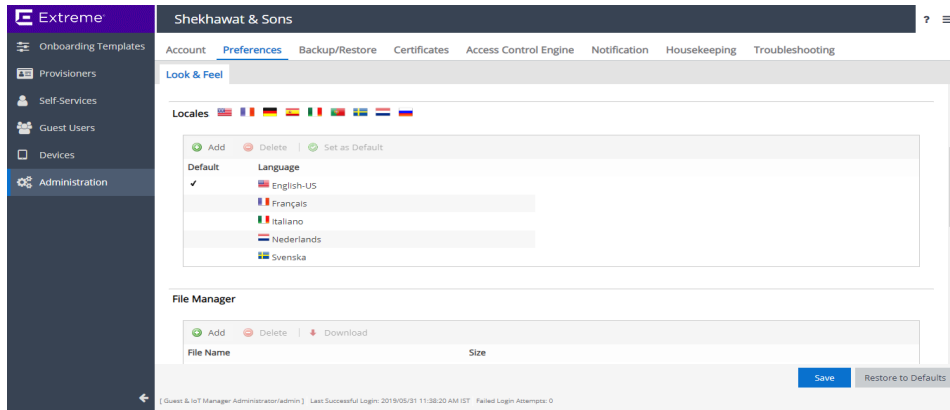 Extreme
Shekhawat & Sons
?
Onboarding Templates
Provisioners
Self-Services
Guest Users
Devices
Administration
Account Preferences Backup/Restore Certificates Access Control Engine Notification Housekeeping Troubleshooting
Look & Feel
Locales
Add Delete Set as Default
Default Language
English-US
Français
Italiano
Nederlands
Svenska
File Manager
Add Delete Download
File Name Size
Save Restore to Defaults
[ Guest & IoT Manager Administrator/admin ] Last Successful Login: 2019/05/31 11:38:20 AM IST Failed Login Attempts: 0